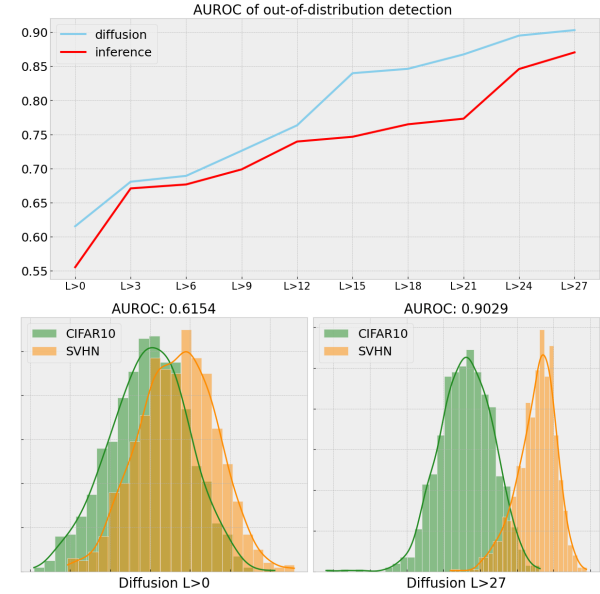 AUROC of out-of-distribution detection
diffusion
inference
0.90
0.85
0.80
0.75
0.70
0.65
0.60
0.55
L>0 L>3 L>6 L>9 L>12 L>15 L>18 L>21 L>24 L>27
AUROC: 0.6154
CIFAR10
SVHN
Diffusion L>0
AUROC: 0.9029
CIFAR10
SVHN
Diffusion L>27